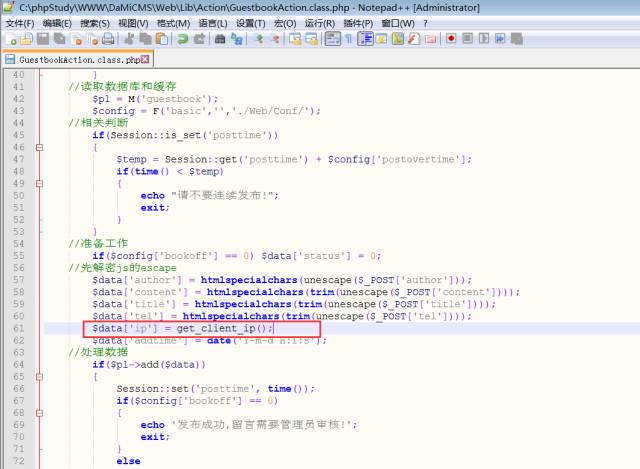 C:\phpStudy\WWW\DaMiCMS\Web\Lib\Action\GuestbookAction.class.php - Notepad++ [Administrator]
文件(F) 编辑(E) 搜索(S) 视图(V) 格式(M) 语言(L) 设置(T) 宏(O) 运行(R) 插件(P) 窗口(W) ?
GuestbookAction.class.php
40 }
41 //读取数据库和缓存
42 $pl = M('guestbook');
43 $config = F('basic','','./Web/Conf/');
44 //相关判断
45 if(Session::is_set('posttime'))
46 {
47 $temp = Session::get('posttime') + $config['postovertime'];
48 if(time() < $temp)
49 {
50 echo "请不要连续发布!";
51 exit;
52 }
53 }
54 //准备工作
55 if($config['bookoff'] == 0) $data['status'] = 0;
56 //先解密js的escape
57 $data['author'] = htmlspecialchars(unescape($_POST['author']));
58 $data['content'] = htmlspecialchars(trim(unescape($_POST['content'])));
59 $data['title'] = htmlspecialchars(trim(unescape($_POST['title'])));
60 $data['tel'] = htmlspecialchars(trim(unescape($_POST['tel'])));
61 $data['ip'] = get_client_ip();
62 $data['addtime'] = date('Y-m-d H:i:s');
63 //处理数据
64 if($pl->add($data))
65 {
66 Session::set('posttime', time());
67 if($config['bookoff'] == 0)
68 {
69 echo '发布成功,留言需要管理员审核!';
70 exit;
71 }
72 else